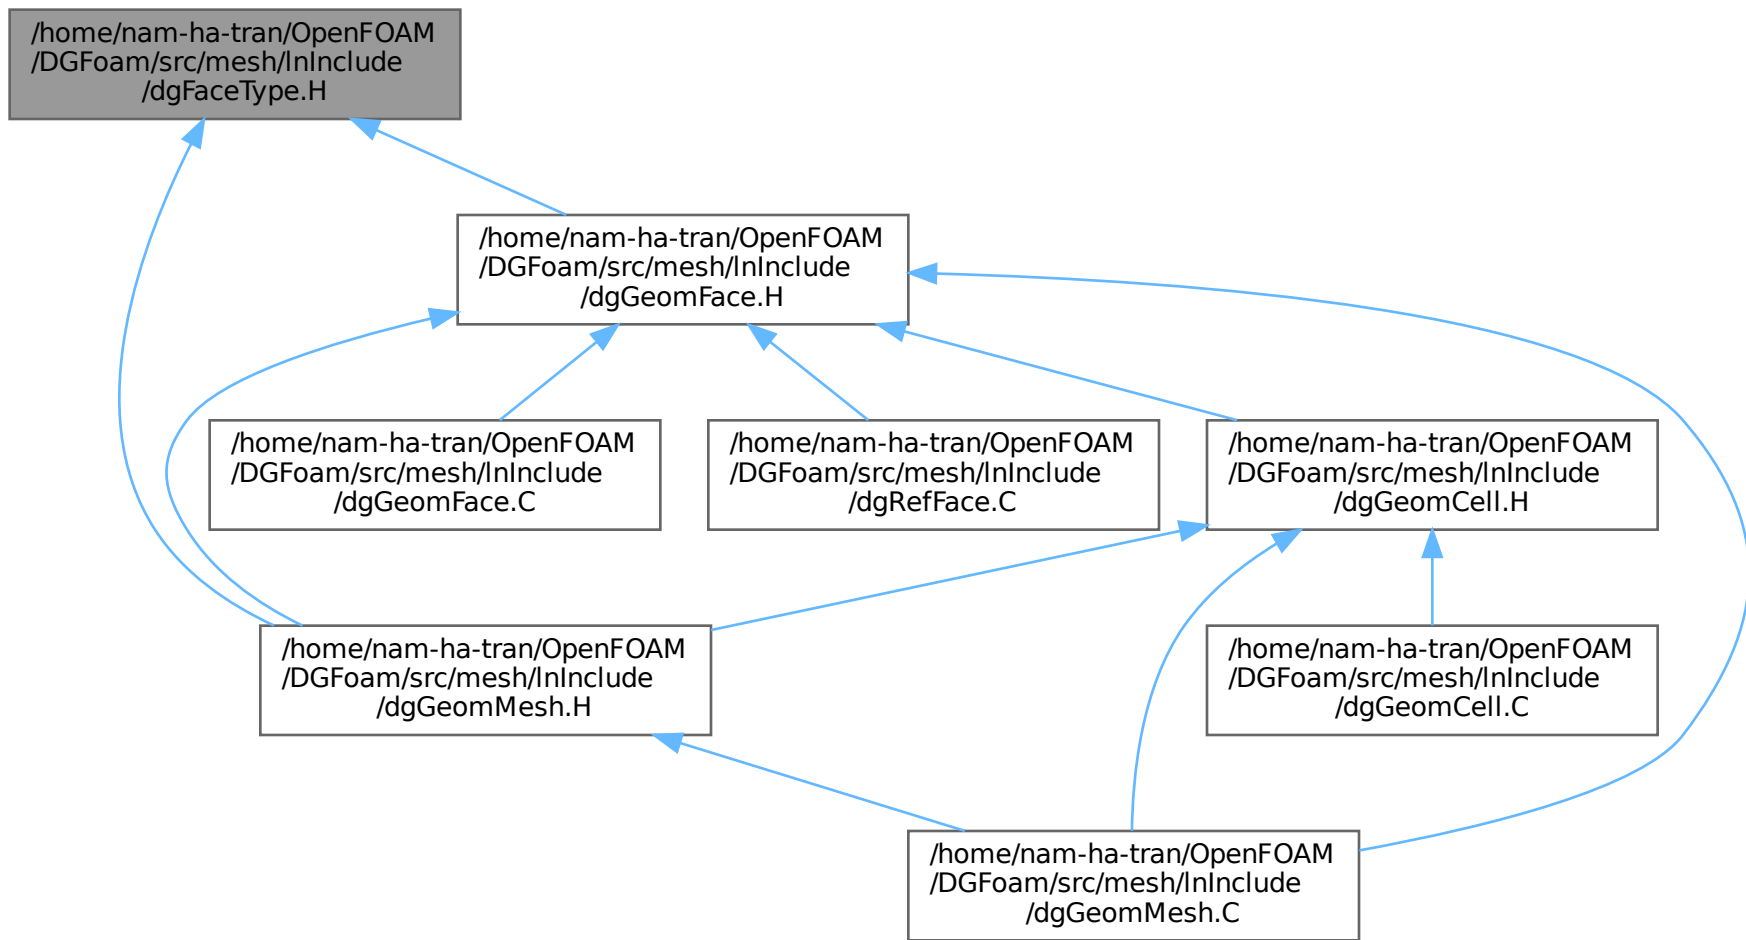 /home/nam-ha-tran/OpenFOAM
/DGFoam/src/mesh/lnInclude
/dgFaceType.H
/home/nam-ha-tran/OpenFOAM
/DGFoam/src/mesh/lnInclude
/dgGeomFace.H
/home/nam-ha-tran/OpenFOAM
/DGFoam/src/mesh/lnInclude
/dgGeomFace.C
/home/nam-ha-tran/OpenFOAM
/DGFoam/src/mesh/lnInclude
/dgRefFace.C
/home/nam-ha-tran/OpenFOAM
/DGFoam/src/mesh/lnInclude
/dgGeomCell.H
/home/nam-ha-tran/OpenFOAM
/DGFoam/src/mesh/lnInclude
/dgGeomMesh.H
/home/nam-ha-tran/OpenFOAM
/DGFoam/src/mesh/lnInclude
/dgGeomCell.C
/home/nam-ha-tran/OpenFOAM
/DGFoam/src/mesh/lnInclude
/dgGeomMesh.C